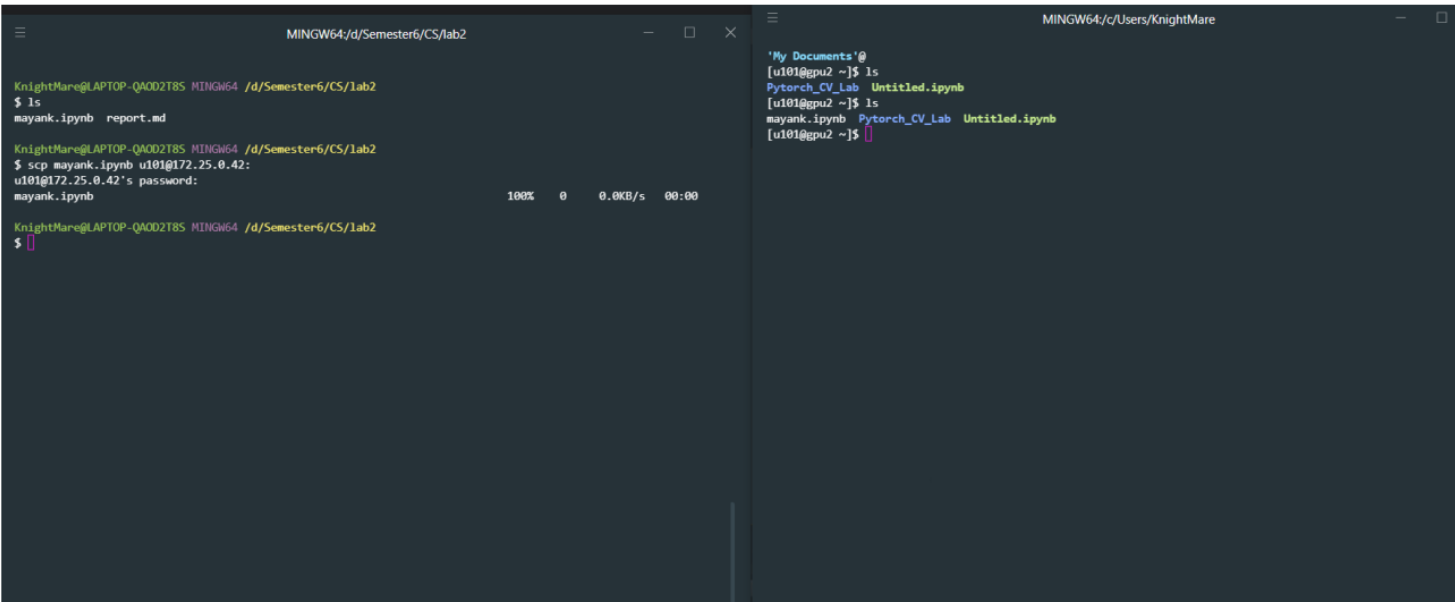 MINGW64:/d/Semester6/CS/lab2
KnightMare@LAPTOP-QAOD2T8S MINGW64 /d/Semester6/CS/lab2
$ ls
mayank.ipynb report.md
KnightMare@LAPTOP-QAOD2T8S MINGW64 /d/Semester6/CS/lab2
$ scp mayank.ipynb u101@172.25.0.42:
u101@172.25.0.42's password:
mayank.ipynb 100% 0 0.0KB/s 00:00
KnightMare@LAPTOP-QAOD2T8S MINGW64 /d/Semester6/CS/lab2
$
MINGW64:/c/Users/KnightMare
'My Documents'@
[u101@gpu2 ~]$ ls
Pytorch_CV_Lab Untitled.ipynb
[u101@gpu2 ~]$ ls
mayank.ipynb Pytorch_CV_Lab Untitled.ipynb
[u101@gpu2 ~]$